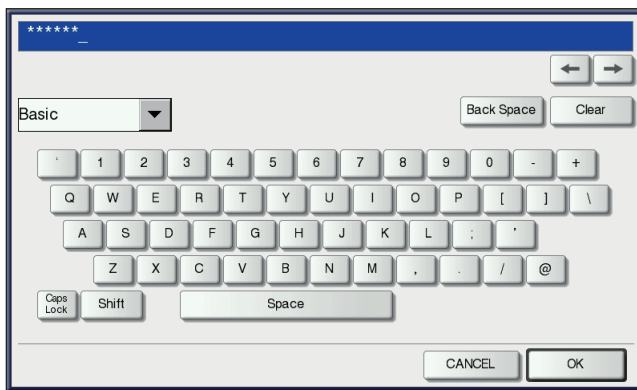 ******_
← →
Basic Back Space Clear
‘ 1 2 3 4 5 6 7 8 9 0 - +
Q W E R T Y U I O P [ ] \
A S D F G H J K L ; '
Z X C V B N M , . / @
Caps Lock Shift Space
CANCEL OK